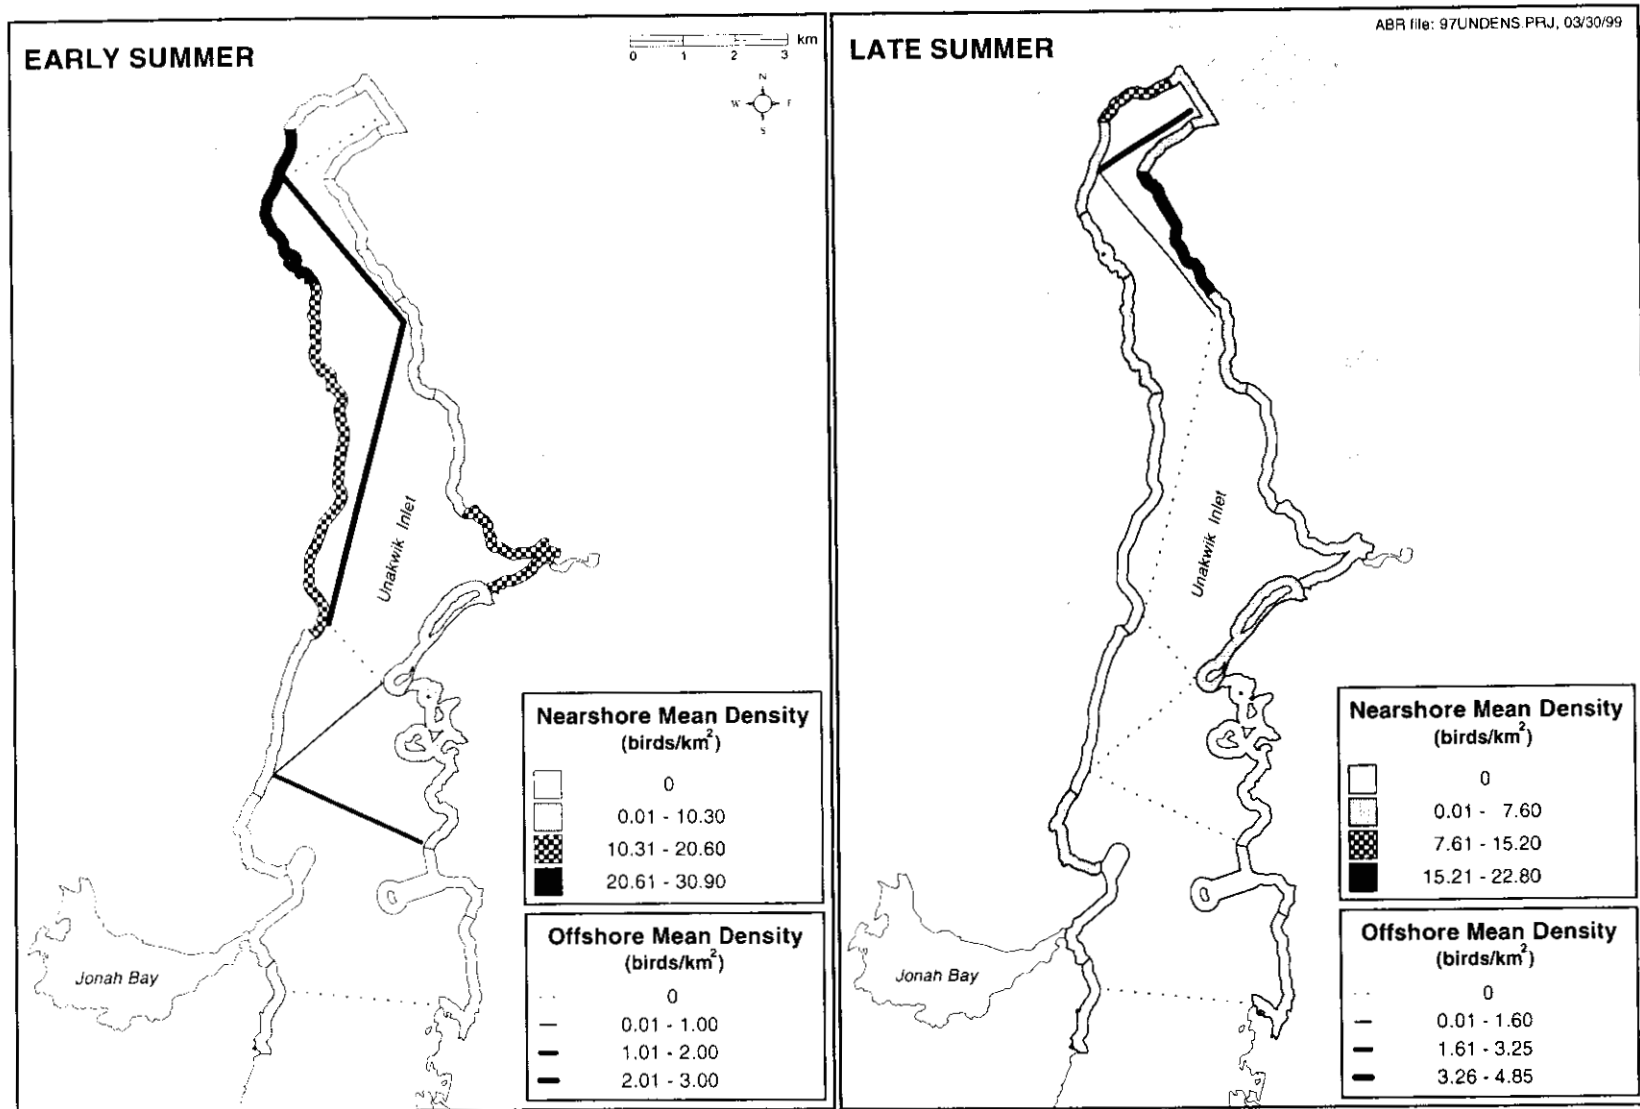 EARLY SUMMER
km
0 1 2 3
N
W E
S
Unakwik Inlet
Jonah Bay
Nearshore Mean Density
(birds/km²)
0
0.01 - 10.30
10.31 - 20.60
20.61 - 30.90
Offshore Mean Density
(birds/km²)
0
0.01 - 1.00
1.01 - 2.00
2.01 - 3.00
ABR file: 97UNDENS.PRJ, 03/30/99
LATE SUMMER
Unakwik Inlet
Jonah Bay
Nearshore Mean Density
(birds/km²)
0
0.01 - 7.60
7.61 - 15.20
15.21 - 22.80
Offshore Mean Density
(birds/km²)
0
0.01 - 1.60
1.61 - 3.25
3.26 - 4.85